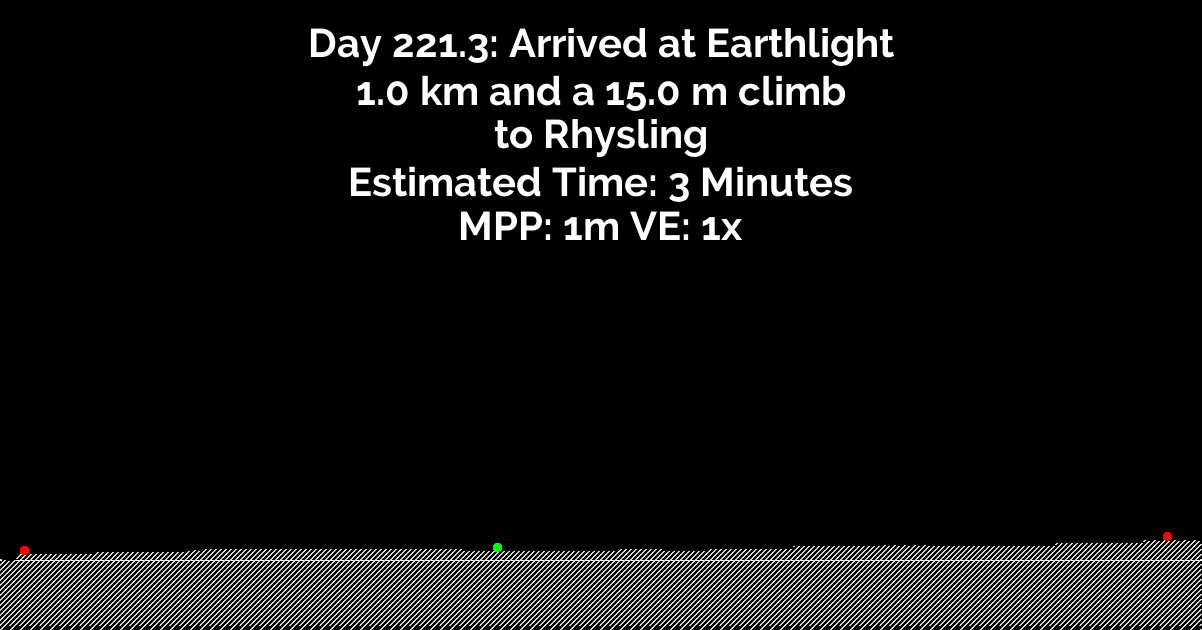 Day 221.3: Arrived at Earthlight
1.0 km and a 15.0 m climb
to Rhysling
Estimated Time: 3 Minutes
MPP: 1m VE: 1x